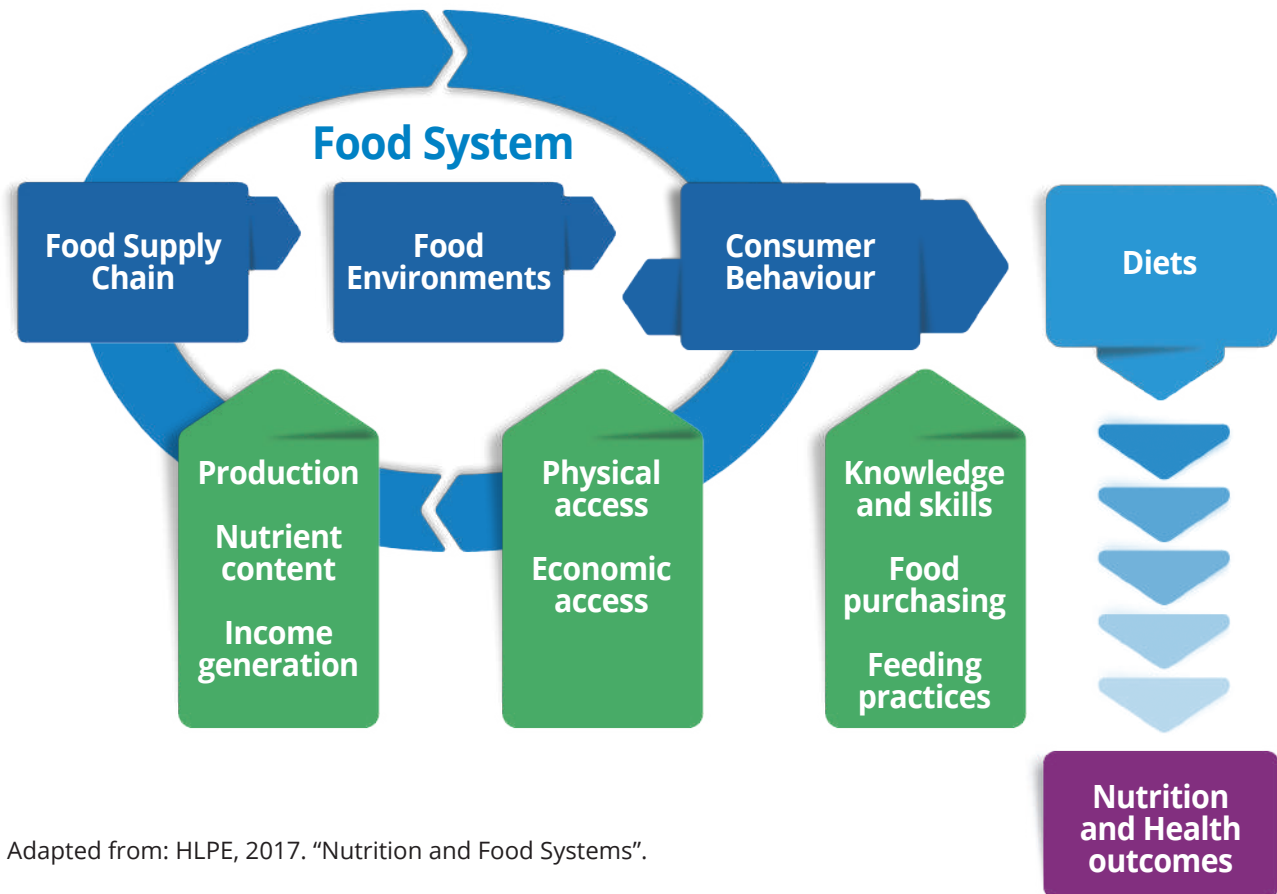 Food System
Food Supply
Chain
Food
Environments
Consumer
Behaviour
Diets
Production
Nutrient
content
Income
generation
Physical
access
Economic
access
Knowledge
and skills
Food
purchasing
Feeding
practices
Nutrition
and Health
outcomes
Adapted from: HLPE, 2017. “Nutrition and Food Systems”.